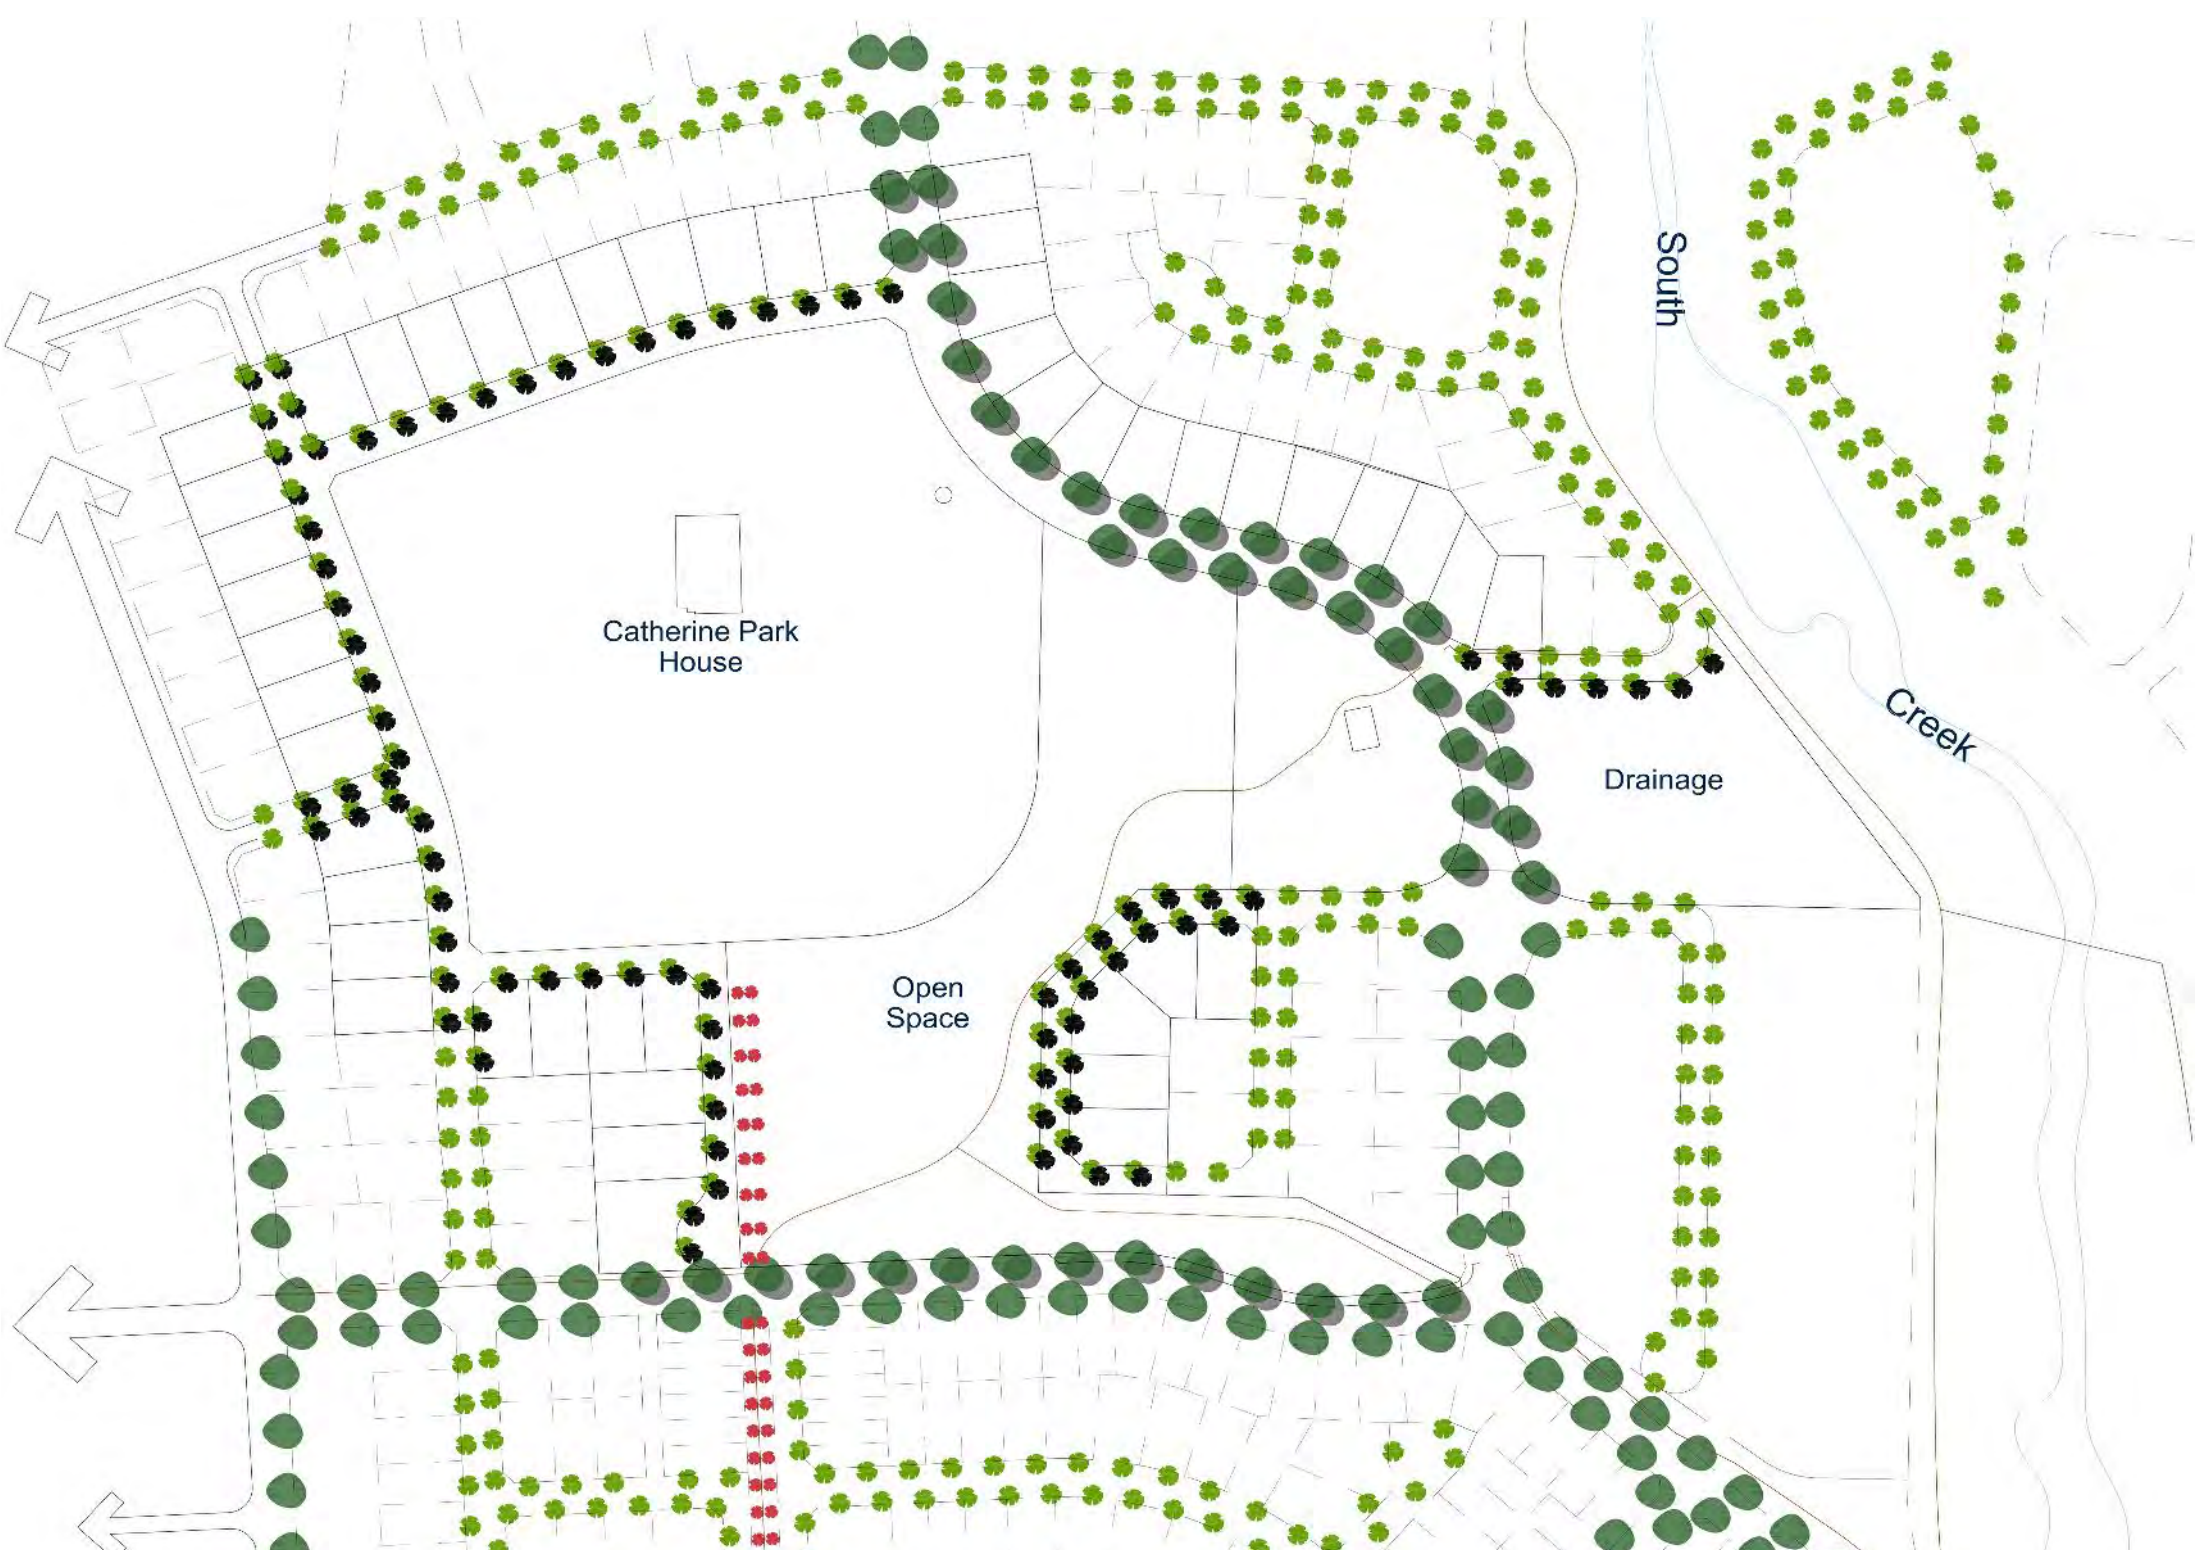 South
Creek
Catherine Park
House
Drainage
Open
Space